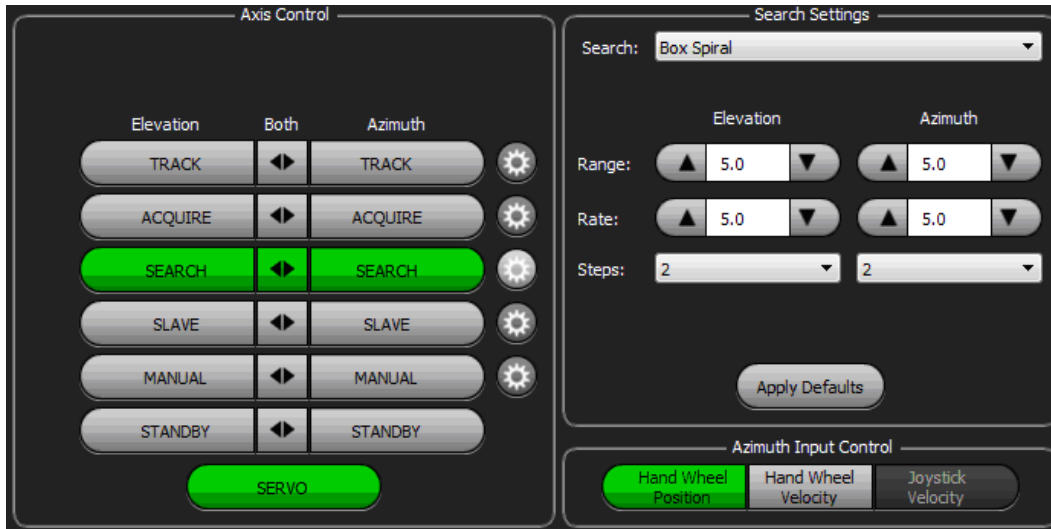 Axis Control
Elevation Both Azimuth
TRACK TRACK
ACQUIRE ACQUIRE
SEARCH SEARCH
SLAVE SLAVE
MANUAL MANUAL
STANDBY STANDBY
SERVO
Search Settings
Search: Box Spiral
Elevation Azimuth
Range: 5.0 5.0
Rate: 5.0 5.0
Steps: 2 2
Apply Defaults
Azimuth Input Control
Hand Wheel Position
Hand Wheel Velocity
Joystick Velocity